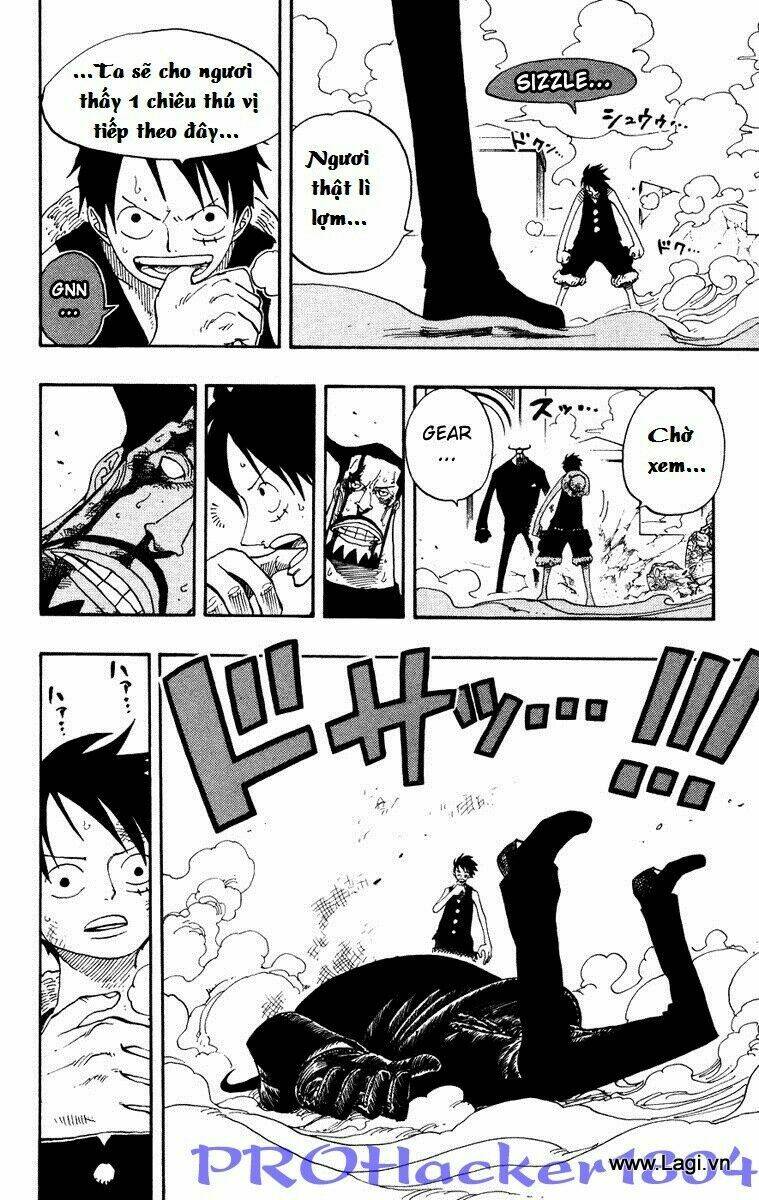 SIZZLE...
シュウゥ...
ドクン...
ドクン...
Ngươi
thật lì
lợm...
...Ta sẽ cho ngươi
thấy 1 chiêu thú vị
tiếp theo đây...
GNN
...
Chờ
xem...
スッ...
GEAR
...
ドサッ...!!!
ハァ...
ハァ...
PROHacker1804
www.Lagi.vn